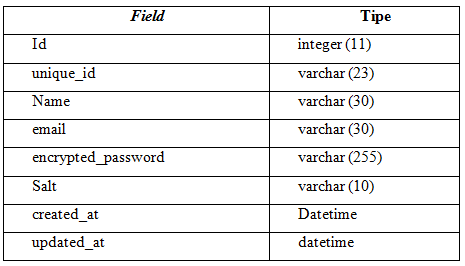 Field Tipe
Id integer (11)
unique_id varchar (23)
Name varchar (30)
email varchar (30)
encrypted_password varchar (255)
Salt varchar (10)
created_at Datetime
updated_at datetime